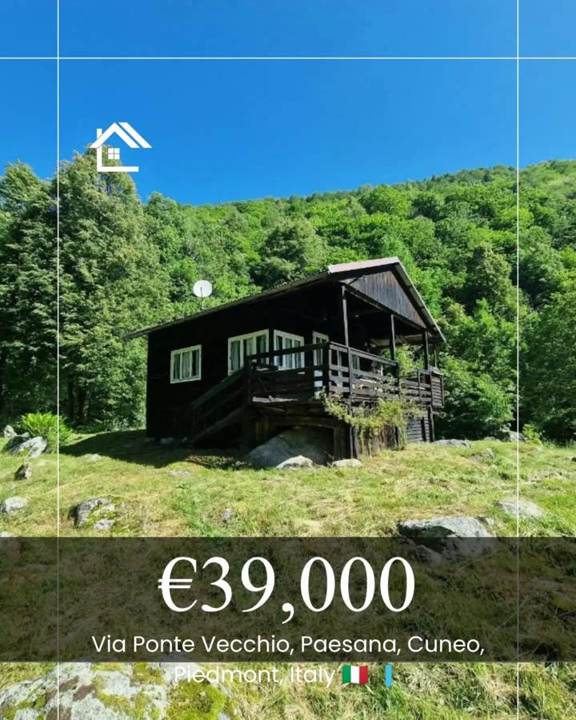 €39,000
Via Ponte Vecchio, Paesana, Cuneo,
Piedmont, Italy 🇮🇹